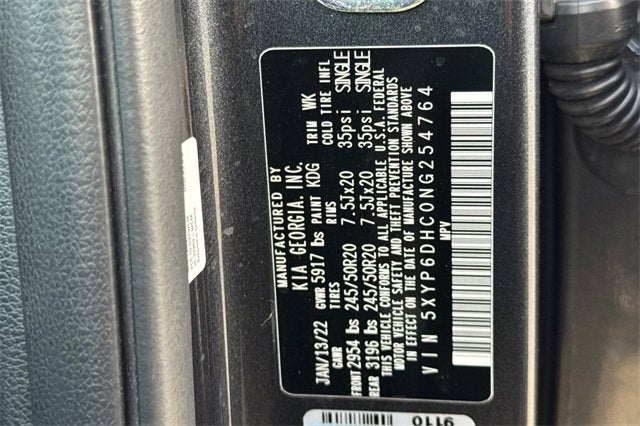 MANUFACTURED BY
KIA GEORGIA, INC.
JAN/13/22 GVWR 5917 lbs PAINT KDG TRIM WK
GAWR TIRES RIMS COLD TIRE INFL
FRONT 2954 lbs 245/50R20 7.5Jx20 35psi SINGLE
REAR 3196 lbs 245/50R20 7.5Jx20 35psi SINGLE
THIS VEHICLE CONFORMS TO ALL APPLICABLE U.S.A. FEDERAL
MOTOR VEHICLE SAFETY AND THEFT PREVENTION STANDARDS
IN EFFECT ON THE DATE OF MANUFACTURE SHOWN ABOVE
VIN 5XYP6DHC0NG254764
MPV
9110